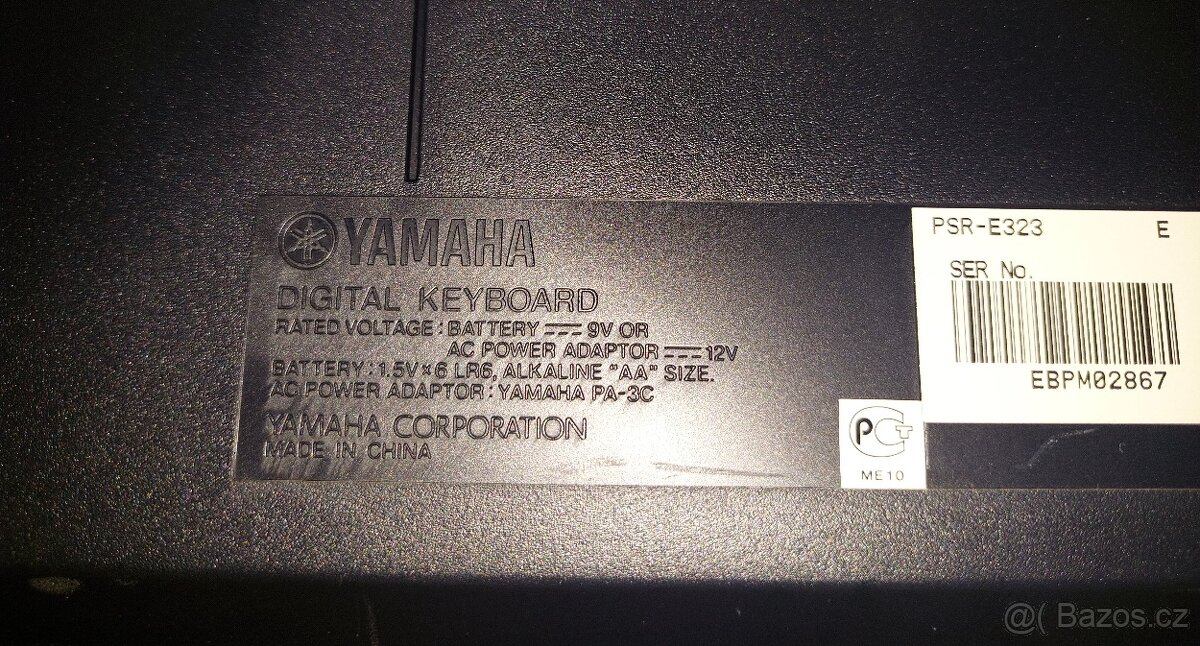 YAMAHA
DIGITAL KEYBOARD
RATED VOLTAGE: BATTERY ⎓ 9V OR
AC POWER ADAPTOR ⎓ 12V
BATTERY: 1.5V×6 LR6, ALKALINE "AA" SIZE.
AC POWER ADAPTOR: YAMAHA PA-3C
YAMAHA CORPORATION
MADE IN CHINA
PSR-E323 E
SER No.
EBPM02867
PCT
ME10
@( Bazos.cz